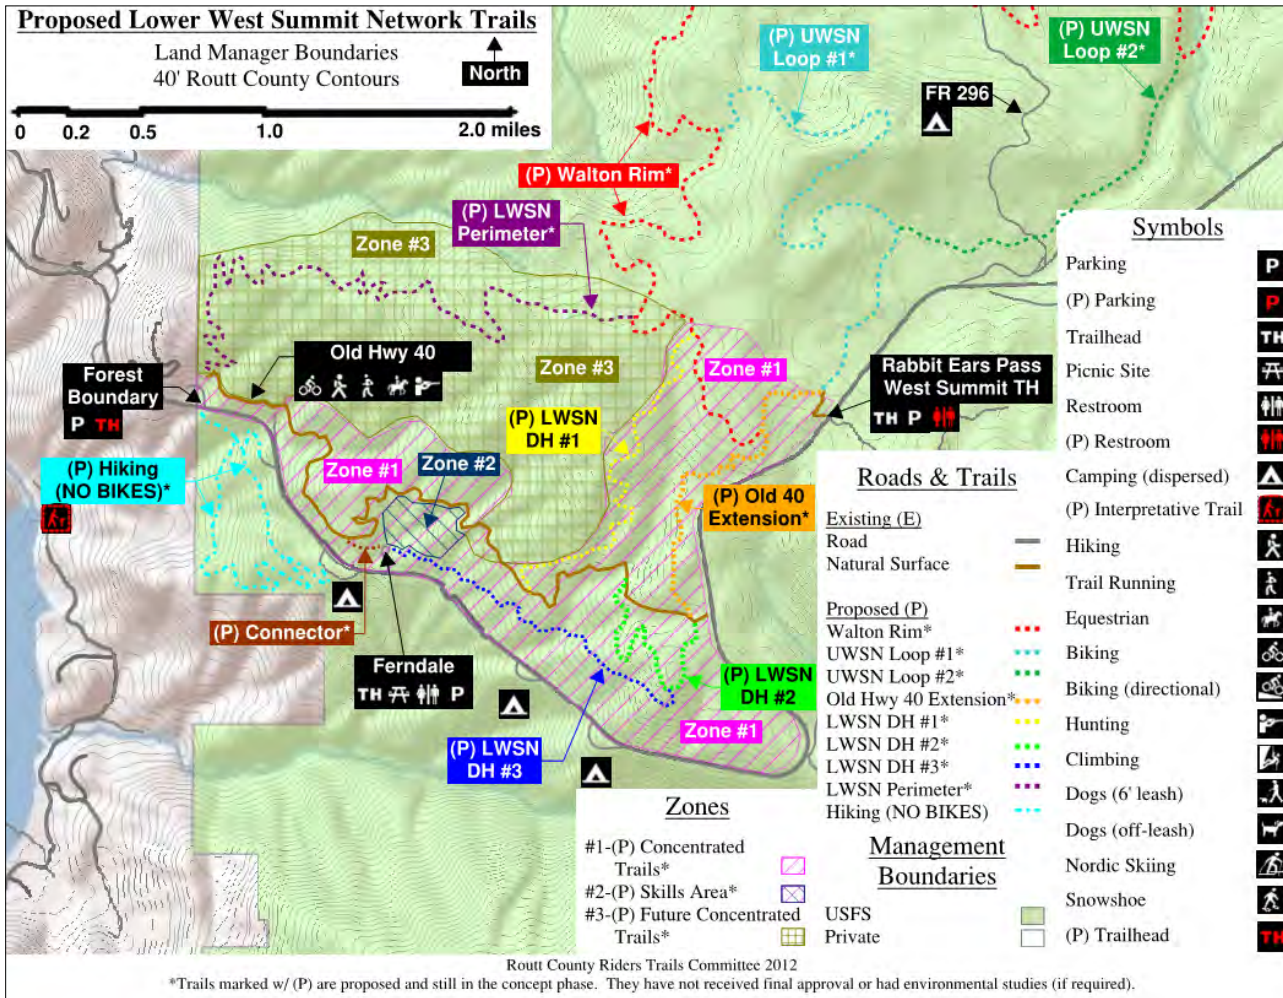 Proposed Lower West Summit Network Trails
Land Manager Boundaries
40' Routt County Contours
North
0 0.2 0.5 1.0 2.0 miles
(P) UWSN
Loop #1*
(P) UWSN
Loop #2*
FR 296
(P) Walton Rim*
(P) LWSN
Perimeter*
Zone #3
Old Hwy 40
Zone #3
Zone #1
Forest
Boundary
P TH
Rabbit Ears Pass
West Summit TH
TH P
(P) LWSN
DH #1
(P) Hiking
(NO BIKES)*
Zone #1
Zone #2
(P) Old 40
Extension*
(P) Connector*
Ferndale
TH P
(P) LWSN
DH #2
Zone #1
(P) LWSN
DH #3
Zones
#1-(P) Concentrated
Trails*
#2-(P) Skills Area*
#3-(P) Future Concentrated
Trails*
Roads & Trails
Existing (E)
Road
Natural Surface
Proposed (P)
Walton Rim*
UWSN Loop #1*
UWSN Loop #2*
Old Hwy 40 Extension*
LWSN DH #1*
LWSN DH #2*
LWSN DH #3*
LWSN Perimeter*
Hiking (NO BIKES)
Management
Boundaries
USFS
Private
Symbols
Parking P
(P) Parking P
Trailhead TH
Picnic Site
Restroom
(P) Restroom
Camping (dispersed)
(P) Interpretative Trail
Hiking
Trail Running
Equestrian
Biking
Biking (directional)
Hunting
Climbing
Dogs (6' leash)
Dogs (off-leash)
Nordic Skiing
Snowshoe
(P) Trailhead TH
Routt County Riders Trails Committee 2012
*Trails marked w/ (P) are proposed and still in the concept phase. They have not received final approval or had environmental studies (if required).